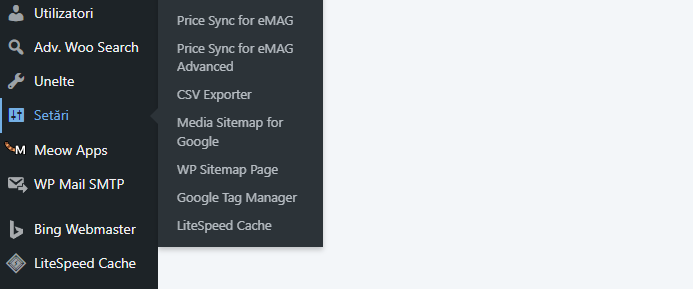 Utilizatori
Adv. Woo Search
Unelte
Setări
M
Meow Apps
WP Mail SMTP
Bing Webmaster
LiteSpeed Cache
Price Sync for eMAG
Price Sync for eMAG
Advanced
CSV Exporter
Media Sitemap for
Google
WP Sitemap Page
Google Tag Manager
LiteSpeed Cache